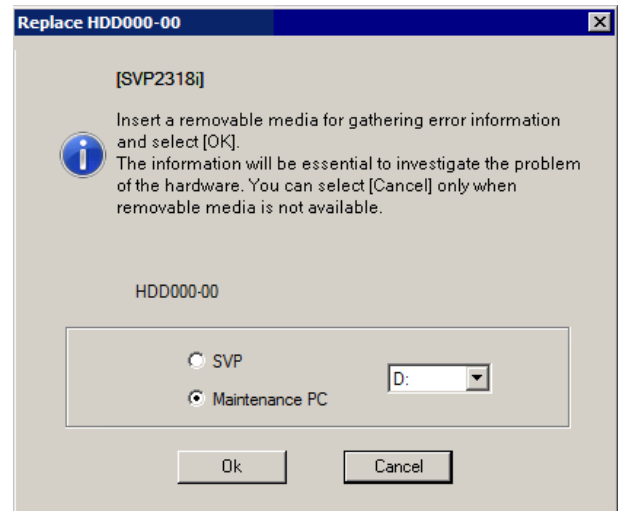 Replace HDD000-00
[SVP2318i]
Insert a removable media for gathering error information
and select [OK].
The information will be essential to investigate the problem
of the hardware. You can select [Cancel] only when
removable media is not available.
HDD000-00
SVP
D:
Maintenance PC
Ok Cancel